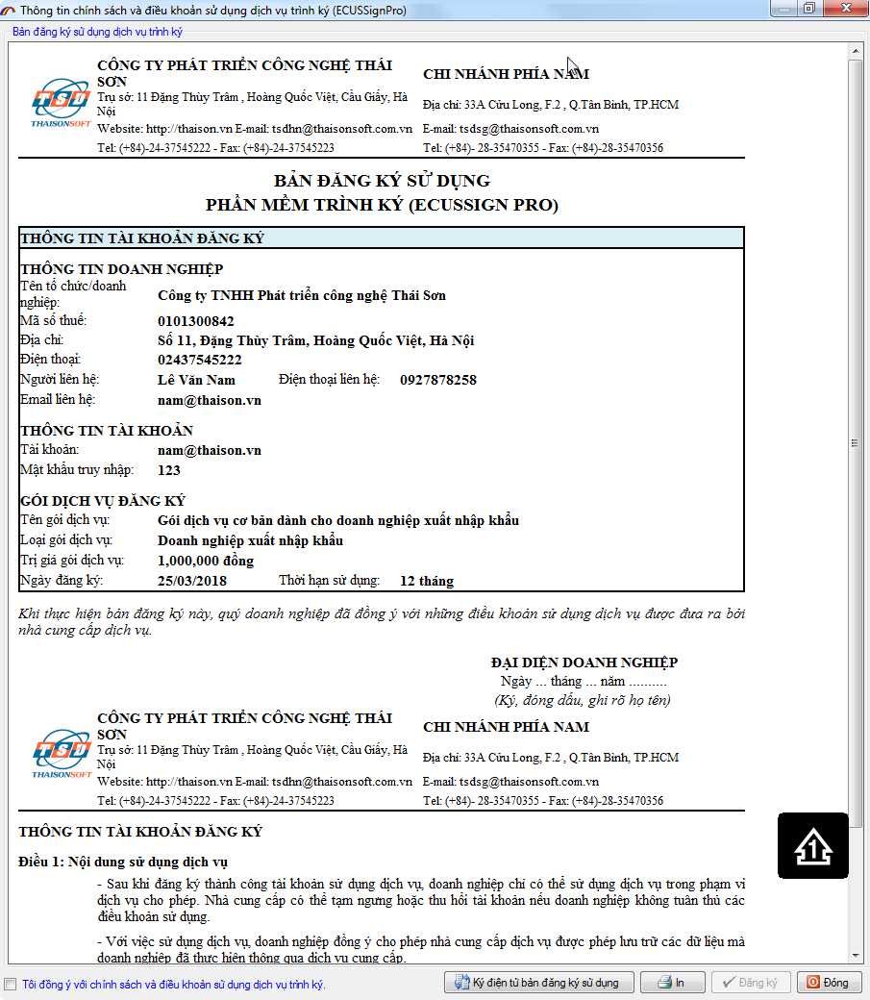 Thông tin chính sách và điều khoản sử dụng dịch vụ trình ký (ECUSSignPro)
Bản đăng ký sử dụng dịch vụ trình ký
TSD
THAISONSOFT
CÔNG TY PHÁT TRIỂN CÔNG NGHỆ THÁI
SƠN
Trụ sở: 11 Đặng Thùy Trâm , Hoàng Quốc Việt, Cầu Giấy, Hà
Nội
Website: http://thaison.vn E-mail: tsdhn@thaisonsoft.com.vn
Tel: (+84)-24-37545222 - Fax: (+84)-24-37545223
CHI NHÁNH PHÍA NAM
Địa chỉ: 33A Cửu Long, F.2 , Q.Tân Bình, TP.HCM
E-mail: tsdsg@thaisonsoft.com.vn
Tel: (+84)- 28-35470355 - Fax: (+84)-28-35470356
BẢN ĐĂNG KÝ SỬ DỤNG
PHẦN MỀM TRÌNH KÝ (ECUSSIGN PRO)
THÔNG TIN TÀI KHOẢN ĐĂNG KÝ
THÔNG TIN DOANH NGHIỆP
Tên tổ chức/doanh
nghiệp: Công ty TNHH Phát triển công nghệ Thái Sơn
Mã số thuế: 0101300842
Địa chỉ: Số 11, Đặng Thùy Trâm, Hoàng Quốc Việt, Hà Nội
Điện thoại: 02437545222
Người liên hệ: Lê Văn Nam Điện thoại liên hệ: 0927878258
Email liên hệ: nam@thaison.vn
THÔNG TIN TÀI KHOẢN
Tài khoản: nam@thaison.vn
Mật khẩu truy nhập: 123
GÓI DỊCH VỤ ĐĂNG KÝ
Tên gói dịch vụ: Gói dịch vụ cơ bản dành cho doanh nghiệp xuất nhập khẩu
Loại gói dịch vụ: Doanh nghiệp xuất nhập khẩu
Trị giá gói dịch vụ: 1,000,000 đồng
Ngày đăng ký: 25/03/2018 Thời hạn sử dụng: 12 tháng
Khi thực hiện bản đăng ký này, quý doanh nghiệp đã đồng ý với những điều khoản sử dụng dịch vụ được đưa ra bởi
nhà cung cấp dịch vụ.
ĐẠI DIỆN DOANH NGHIỆP
Ngày ... tháng ... năm ..........
(Ký, đóng dấu, ghi rõ họ tên)
TSD
THAISONSOFT
CÔNG TY PHÁT TRIỂN CÔNG NGHỆ THÁI
SƠN
Trụ sở: 11 Đặng Thùy Trâm , Hoàng Quốc Việt, Cầu Giấy, Hà
Nội
Website: http://thaison.vn E-mail: tsdhn@thaisonsoft.com.vn
Tel: (+84)-24-37545222 - Fax: (+84)-24-37545223
CHI NHÁNH PHÍA NAM
Địa chỉ: 33A Cửu Long, F.2 , Q.Tân Bình, TP.HCM
E-mail: tsdsg@thaisonsoft.com.vn
Tel: (+84)- 28-35470355 - Fax: (+84)-28-35470356
THÔNG TIN TÀI KHOẢN ĐĂNG KÝ
1
Điều 1: Nội dung sử dụng dịch vụ
- Sau khi đăng ký thành công tài khoản sử dụng dịch vụ, doanh nghiệp chỉ có thể sử dụng dịch vụ trong phạm vi
dịch vụ cho phép. Nhà cung cấp có thể tạm ngưng hoặc thu hồi tài khoản nếu doanh nghiệp không tuân thủ các
điều khoản sử dụng.
- Với việc sử dụng dịch vụ, doanh nghiệp đồng ý cho phép nhà cung cấp dịch vụ được phép lưu trữ các dữ liệu mà
doanh nghiệp đã thực hiện thông qua dịch vụ cung cấp.
Tôi đồng ý với chính sách và điều khoản sử dụng dịch vụ trình ký.
Ký điện tử bản đăng ký sử dụng
In
Đăng ký
Đóng